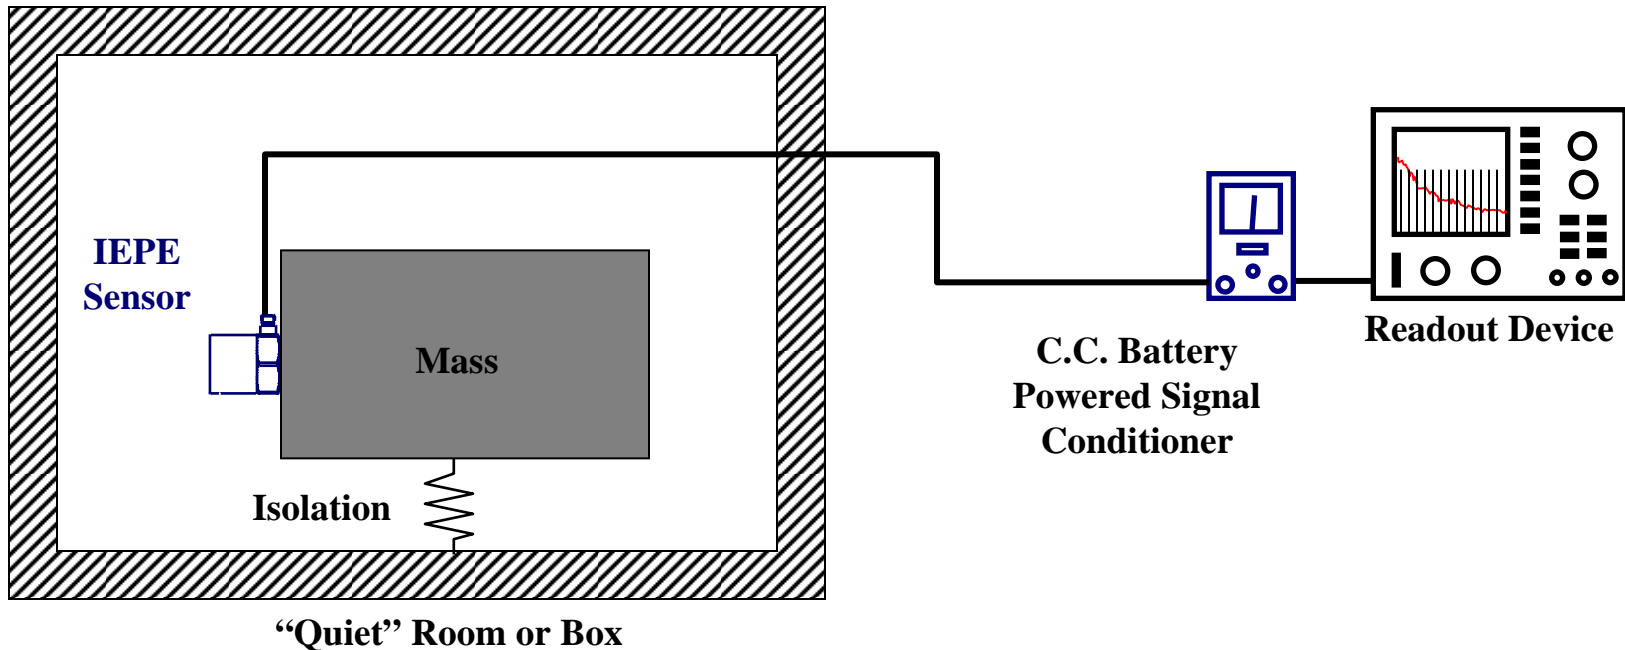 IEPE
Sensor
Mass
Isolation
“Quiet” Room or Box
C.C. Battery
Powered Signal
Conditioner
Readout Device